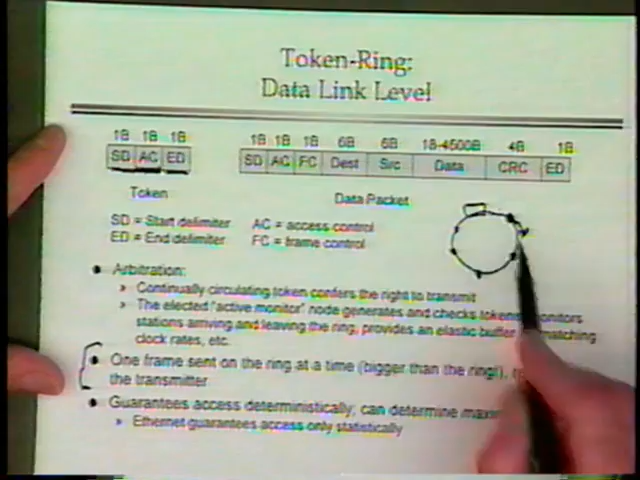 Token-Ring:
Data Link Level
1B 1B 1B 1B 1B 1B 6B 6B 18-4500B 4B 1B
SD AC ED SD AC FC Dest Src Data CRC ED
Token Data Packet
SD = Start delimiter AC = access control
ED = End delimiter FC = frame control
• Arbitration:
» Continually circulating token confers the right to transmit
» The elected "active monitor" node generates and checks tokens, monitors
stations arriving and leaving the ring, provides an elastic buffer matching
clock rates, etc.
• One frame sent on the ring at a time (bigger than the ring!),
the transmitter
• Guarantees access deterministically; can determine
» Ethernet guarantees access only statistically